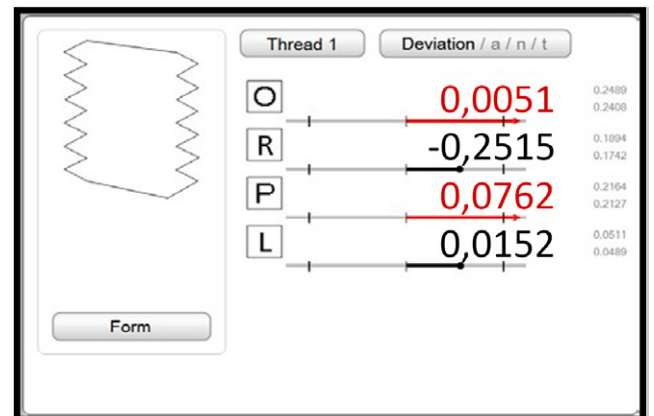 Thread 1 Deviation / a / n / t
O 0,0051 0.2489
0.2408
R -0,2515 0.1894
0.1742
P 0,0762 0.2164
0.2127
L 0,0152 0.0511
0.0489
Form